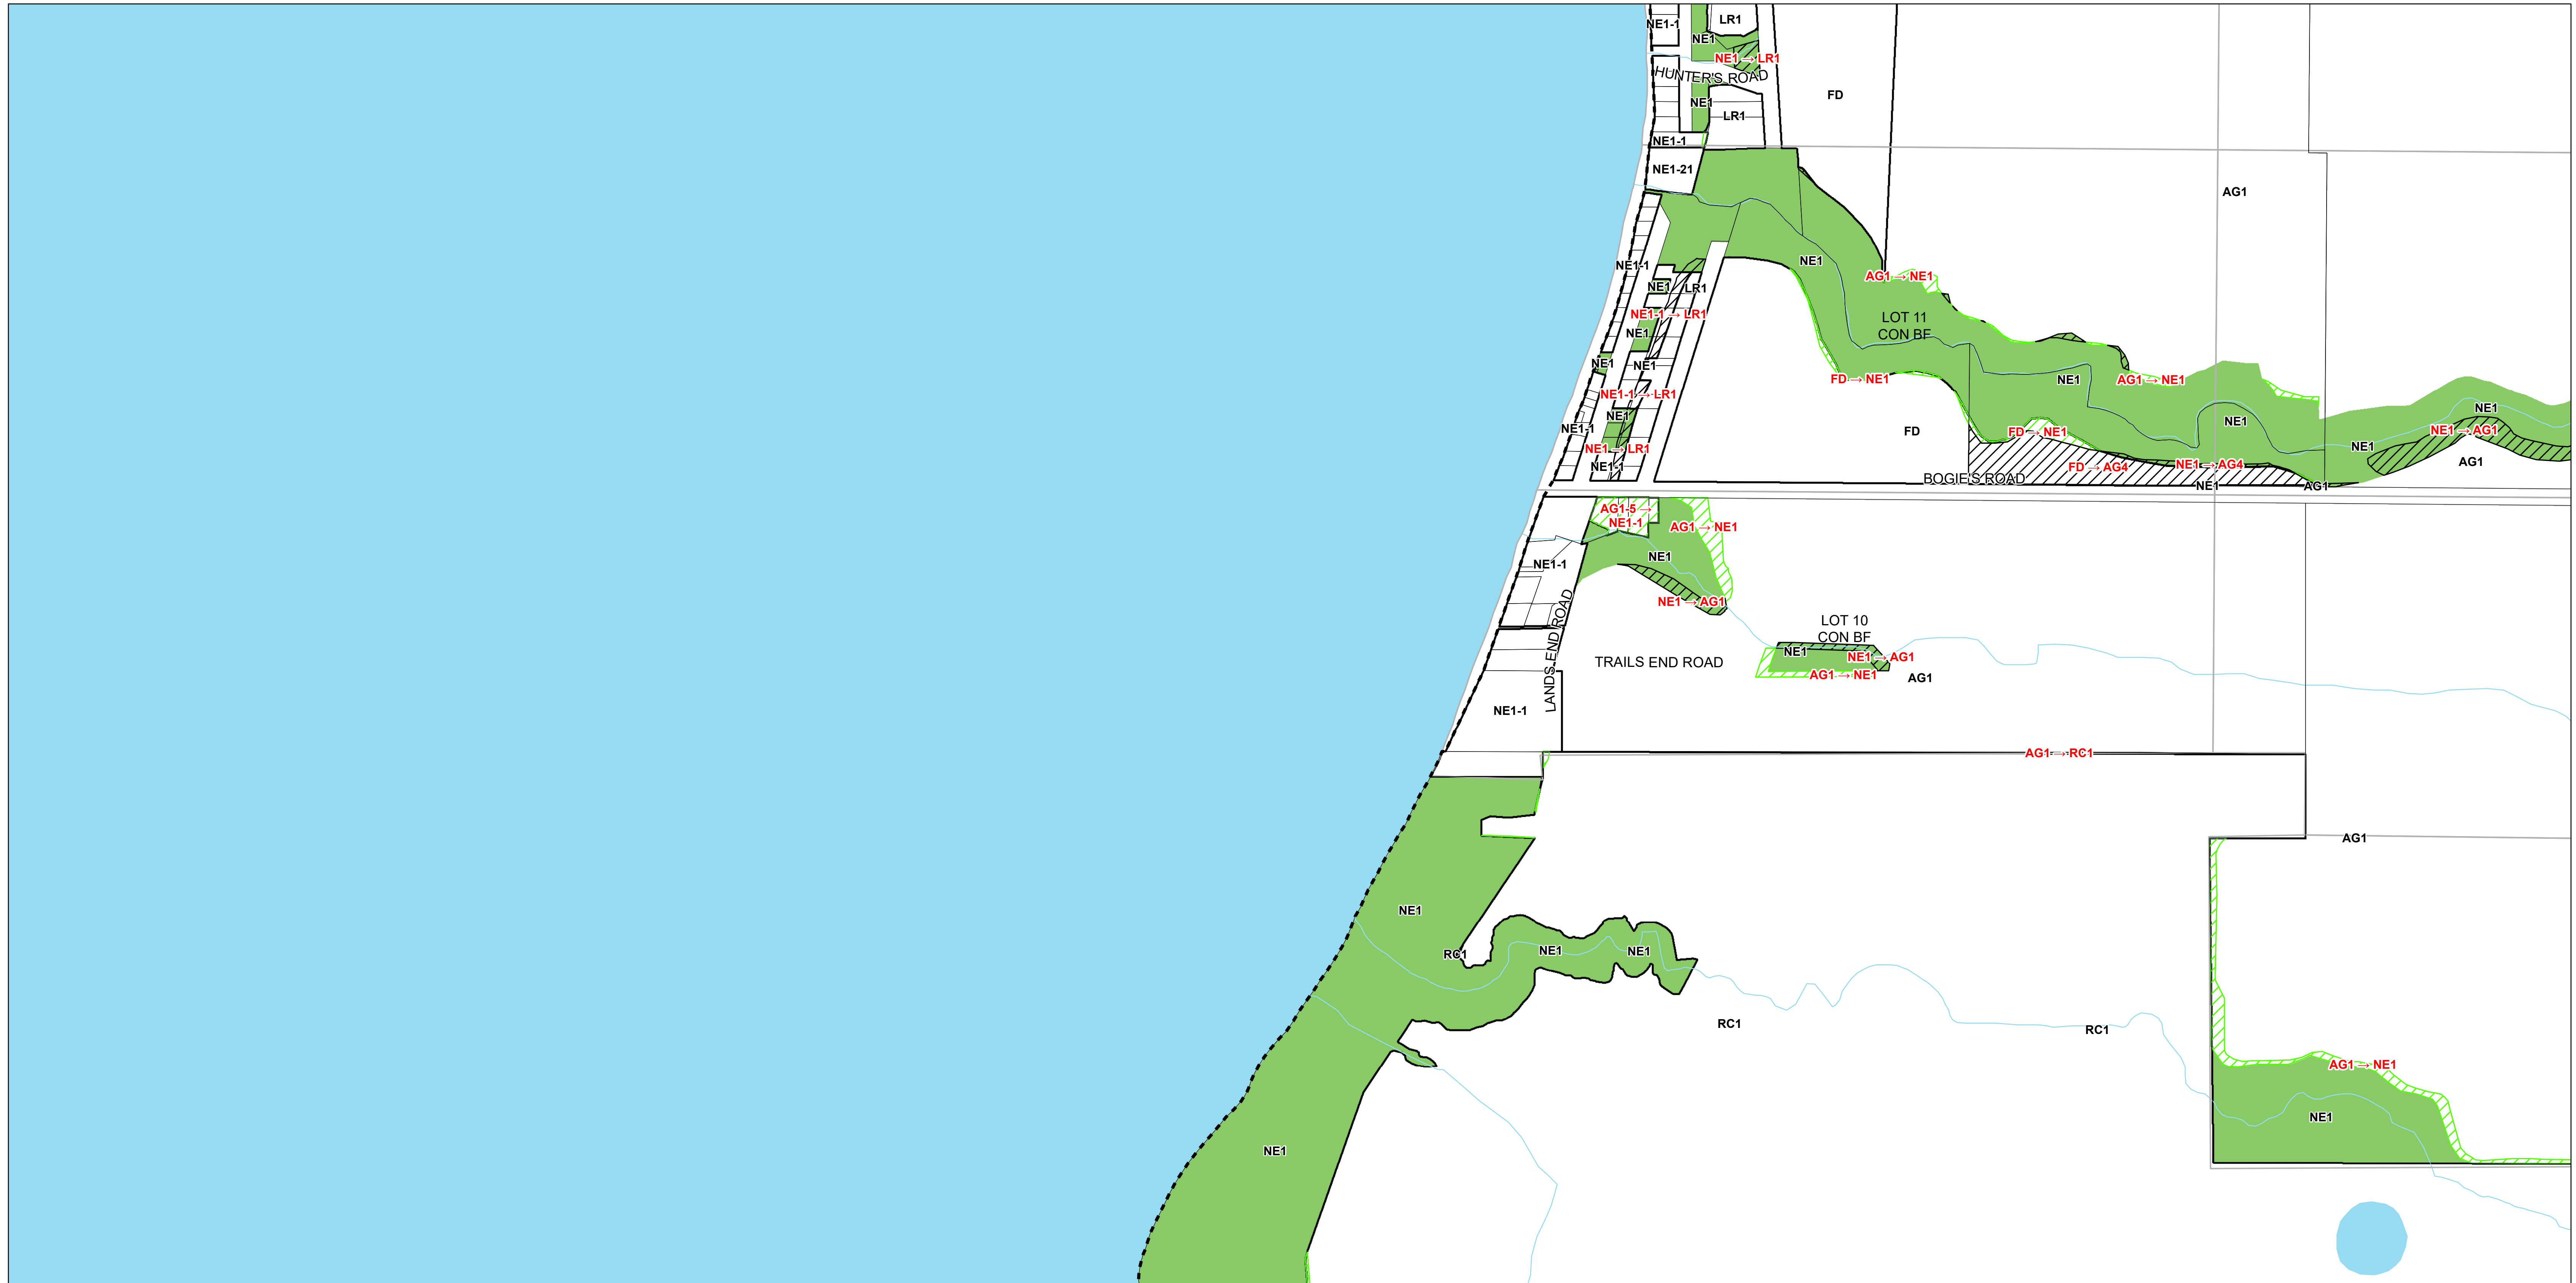 NE1-1
LR1
NE1
NE1 → LR1
HUNTER'S ROAD
FD
NE1
LR1
NE1-1
NE1-21
AG1
NE1-1
NE1
AG1 → NE1
NE1
LR1
NE1-1 → LR1
LOT 11
CON BF
NE1
NE1
NE1
FD → NE1
NE1
AG1 → NE1
NE1-1 → LR1
NE1
NE1
NE1
NE1-1
FD
FD → NE1
NE1 → AG1
NE1
NE1 → LR1
NE1-1
FD → AG4
NE1 → AG4
AG1
BOGIE'S ROAD
NE1
AG1
AG1-5 →
NE1-1
AG1 → NE1
NE1
NE1-1
NE1 → AG1
LANDS END ROAD
LOT 10
CON BF
TRAILS END ROAD
NE1
NE1 → AG1
AG1 → NE1
AG1
NE1-1
AG1 → RC1
AG1
NE1
RC1
NE1
NE1
RC1
RC1
AG1 → NE1
NE1
NE1